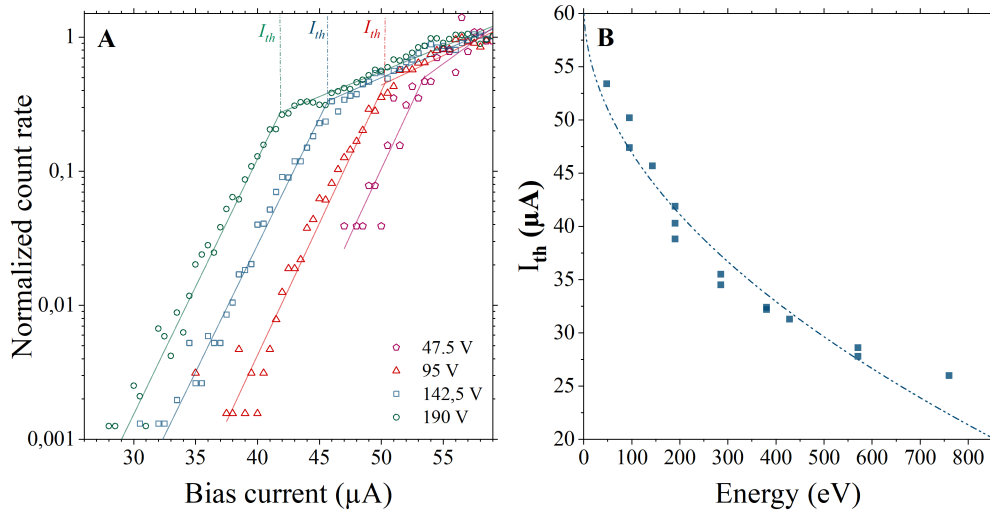 A
I_th
I_th
I_th
Normalized count rate
1
0.1
0.01
0,001
30
35
40
45
50
55
Bias current (μA)
47.5 V
95 V
142,5 V
190 V
B
I_th (μA)
60
55
50
45
40
35
30
25
20
0
100
200
300
400
500
600
700
800
Energy (eV)